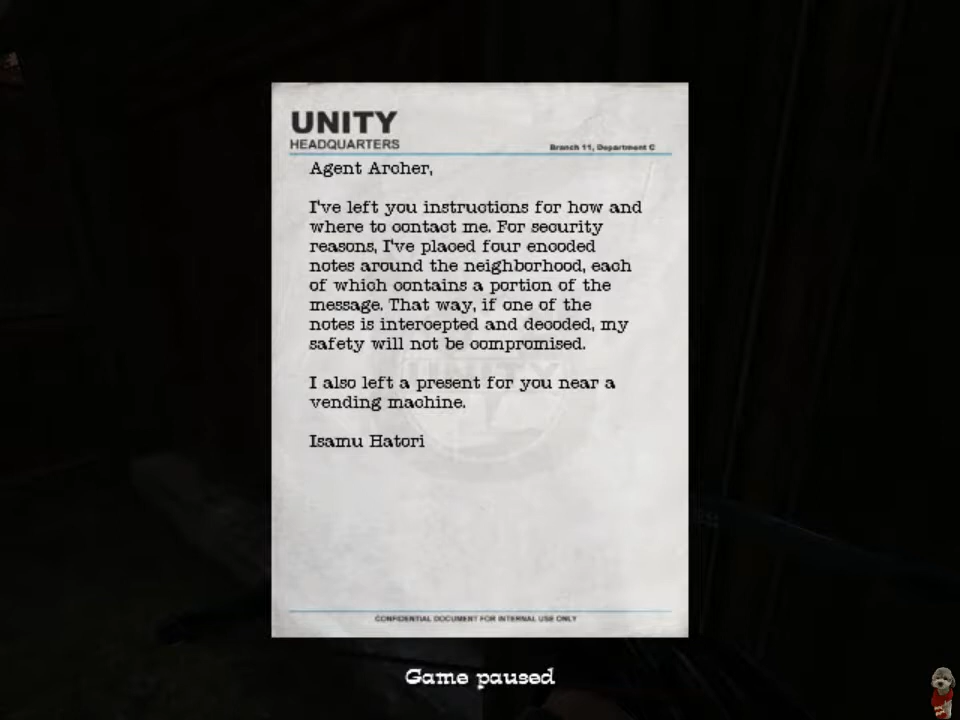 UNITY
HEADQUARTERS
Branch 11, Department C
Agent Archer,
I've left you instructions for how and
where to contact me. For security
reasons, I've placed four encoded
notes around the neighborhood, each
of which contains a portion of the
message. That way, if one of the
notes is intercepted and decoded, my
safety will not be compromised.
UNITY
I also left a present for you near a
vending machine.
Isamu Hatori
CONFIDENTIAL DOCUMENT FOR INTERNAL USE ONLY
Game paused